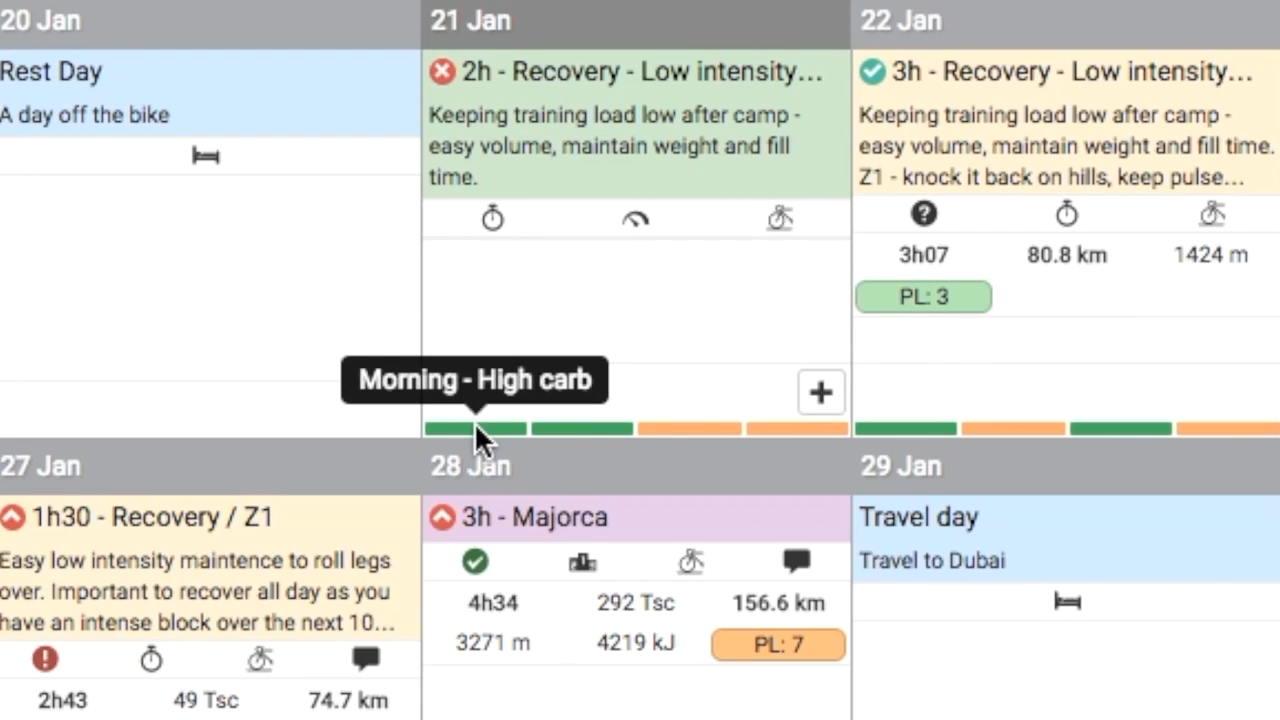 20 Jan
Rest Day
A day off the bike
21 Jan
2h - Recovery - Low intensity...
Keeping training load low after camp -
easy volume, maintain weight and fill
time.
Morning - High carb
+
22 Jan
3h - Recovery - Low intensity...
Keeping training load low after camp -
easy volume, maintain weight and fill time.
Z1 - knock it back on hills, keep pulse...
3h07 80.8 km 1424 m
PL: 3
27 Jan
1h30 - Recovery / Z1
Easy low intensity maintence to roll legs
over. Important to recover all day as you
have an intense block over the next 10...
2h43 49 Tsc 74.7 km
28 Jan
3h - Majorca
4h34 292 Tsc 156.6 km
3271 m 4219 kJ PL: 7
29 Jan
Travel day
Travel to Dubai